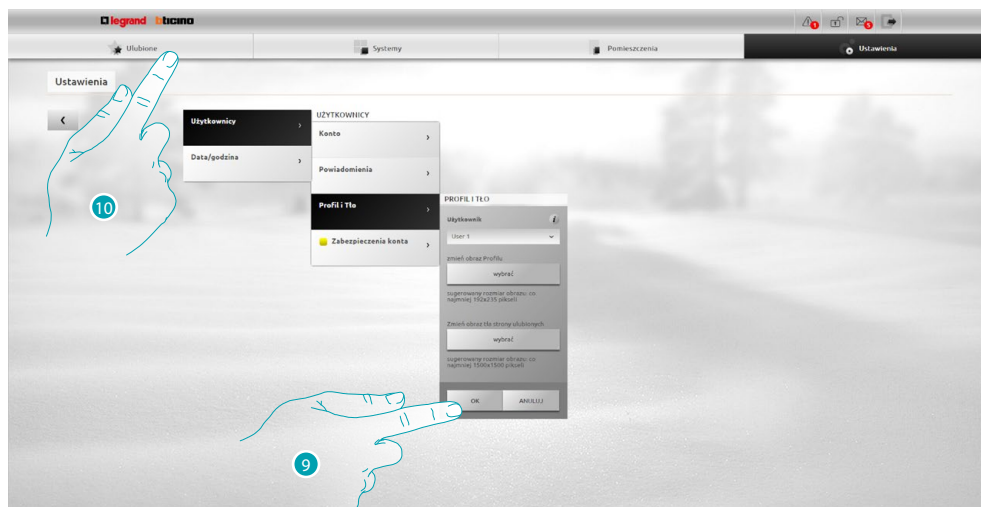 legrand bticino
1
5
Ulubione
Systemy
Pomieszczenia
Ustawienia
Ustawienia
Użytkownicy
Data/godzina
UŻYTKOWNICY
Konto
Powiadomienia
Profil i Tło
Zabezpieczenia konta
PROFIL I TŁO
Użytkownik
i
User 1
zmień obraz Profilu
wybrać
sugerowany rozmiar obrazu: co
najmniej 192x235 pikseli
Zmień obraz tła strony ulubionych
wybrać
sugerowany rozmiar obrazu: co
najmniej 1500x1500 pikseli
OK
ANULUJ
10
9